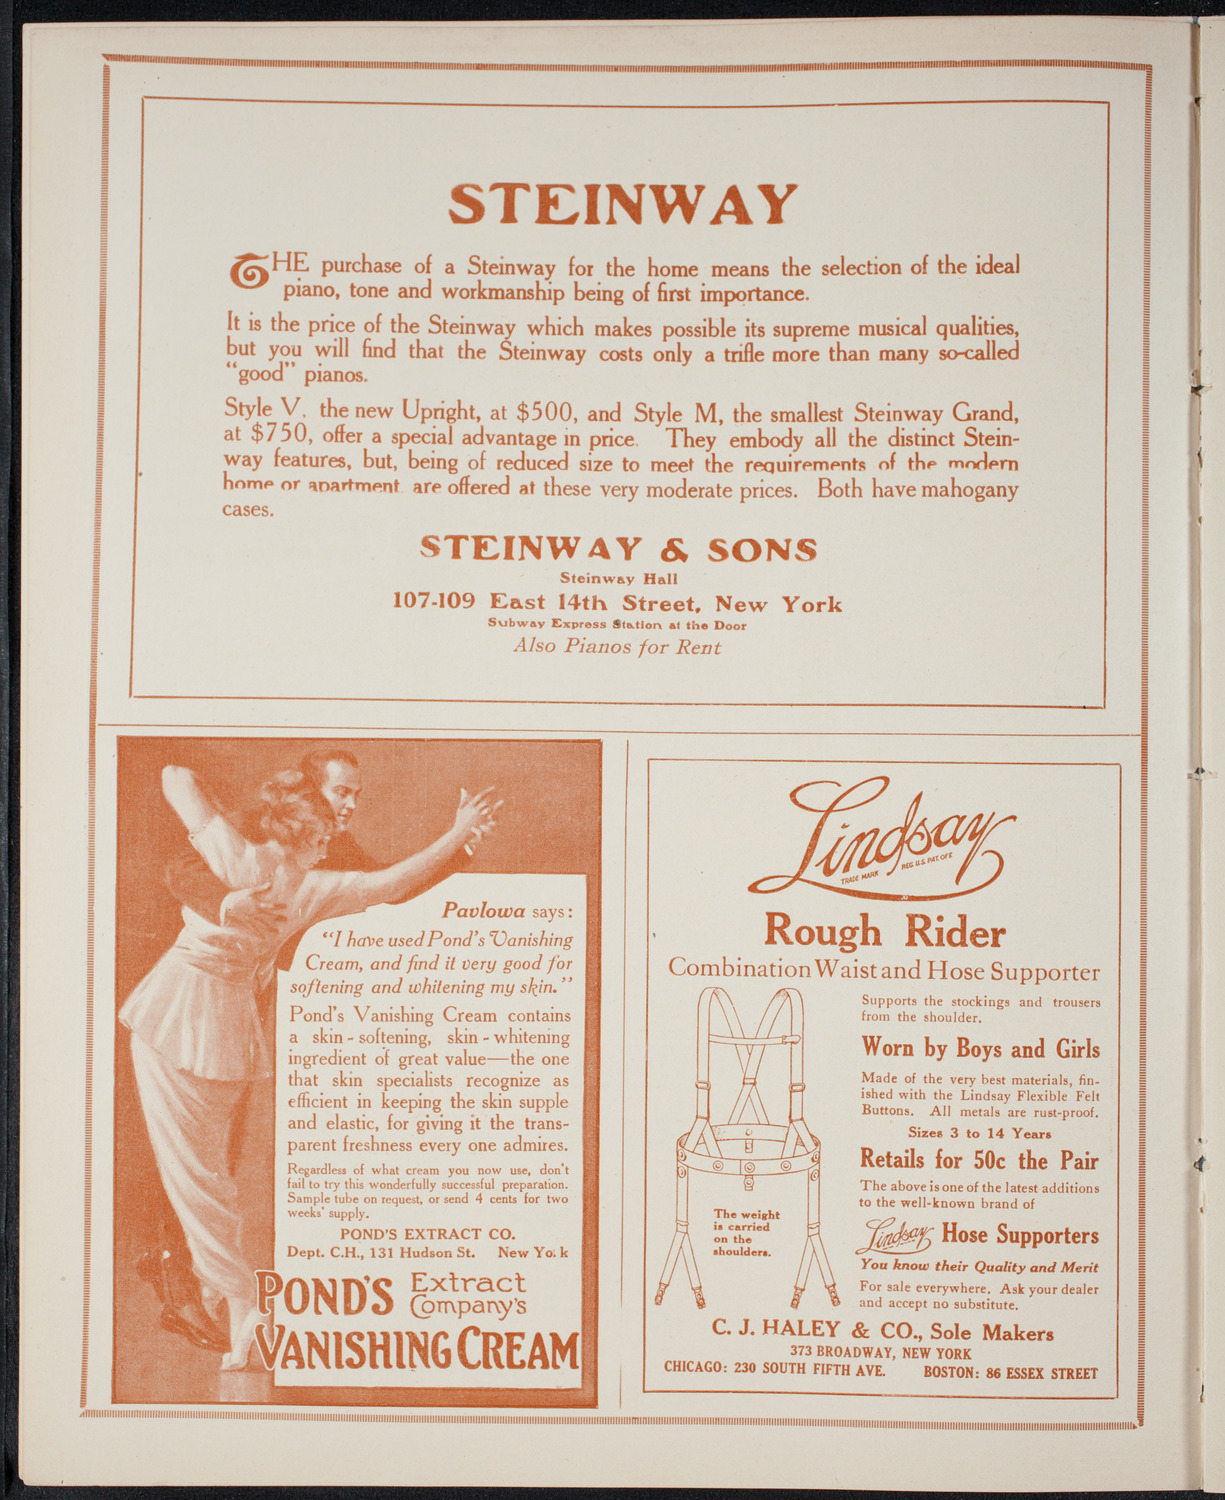 STEINWAY
THE purchase of a Steinway for the home means the selection of the ideal
piano, tone and workmanship being of first importance.
It is the price of the Steinway which makes possible its supreme musical qualities,
but you will find that the Steinway costs only a trifle more than many so-called
"good" pianos.
Style V, the new Upright, at $500, and Style M, the smallest Steinway Grand,
at $750, offer a special advantage in price. They embody all the distinct Stein-
way features, but, being of reduced size to meet the requirements of the modern
home or apartment are offered at these very moderate prices. Both have mahogany
cases.
STEINWAY & SONS
Steinway Hall
107-109 East 14th Street, New York
Subway Express Station at the Door
Also Pianos for Rent
Pavlowa says:
"I have used Pond's Vanishing
Cream, and find it very good for
softening and whitening my skin."
Pond's Vanishing Cream contains
a skin-softening, skin-whitening
ingredient of great value—the one
that skin specialists recognize as
efficient in keeping the skin supple
and elastic, for giving it the trans-
parent freshness every one admires.
Regardless of what cream you now use, don't
fail to try this wonderfully successful preparation.
Sample tube on request, or send 4 cents for two
weeks' supply.
POND'S EXTRACT CO.
Dept. C.H., 131 Hudson St. New York
POND'S Extract
Company's
VANISHING CREAM
Lindsay
TRADE MARK REG. U.S. PAT. OFF.
Rough Rider
Combination Waist and Hose Supporter
Supports the stockings and trousers
from the shoulder.
Worn by Boys and Girls
Made of the very best materials, fin-
ished with the Lindsay Flexible Felt
Buttons. All metals are rust-proof.
Sizes 3 to 14 Years
Retails for 50c the Pair
The above is one of the latest additions
to the well-known brand of
Lindsay Hose Supporters
You know their Quality and Merit
For sale everywhere. Ask your dealer
and accept no substitute.
The weight
is carried
on the
shoulders.
C. J. HALEY & CO., Sole Makers
373 BROADWAY, NEW YORK
CHICAGO: 230 SOUTH FIFTH AVE. BOSTON: 86 ESSEX STREET